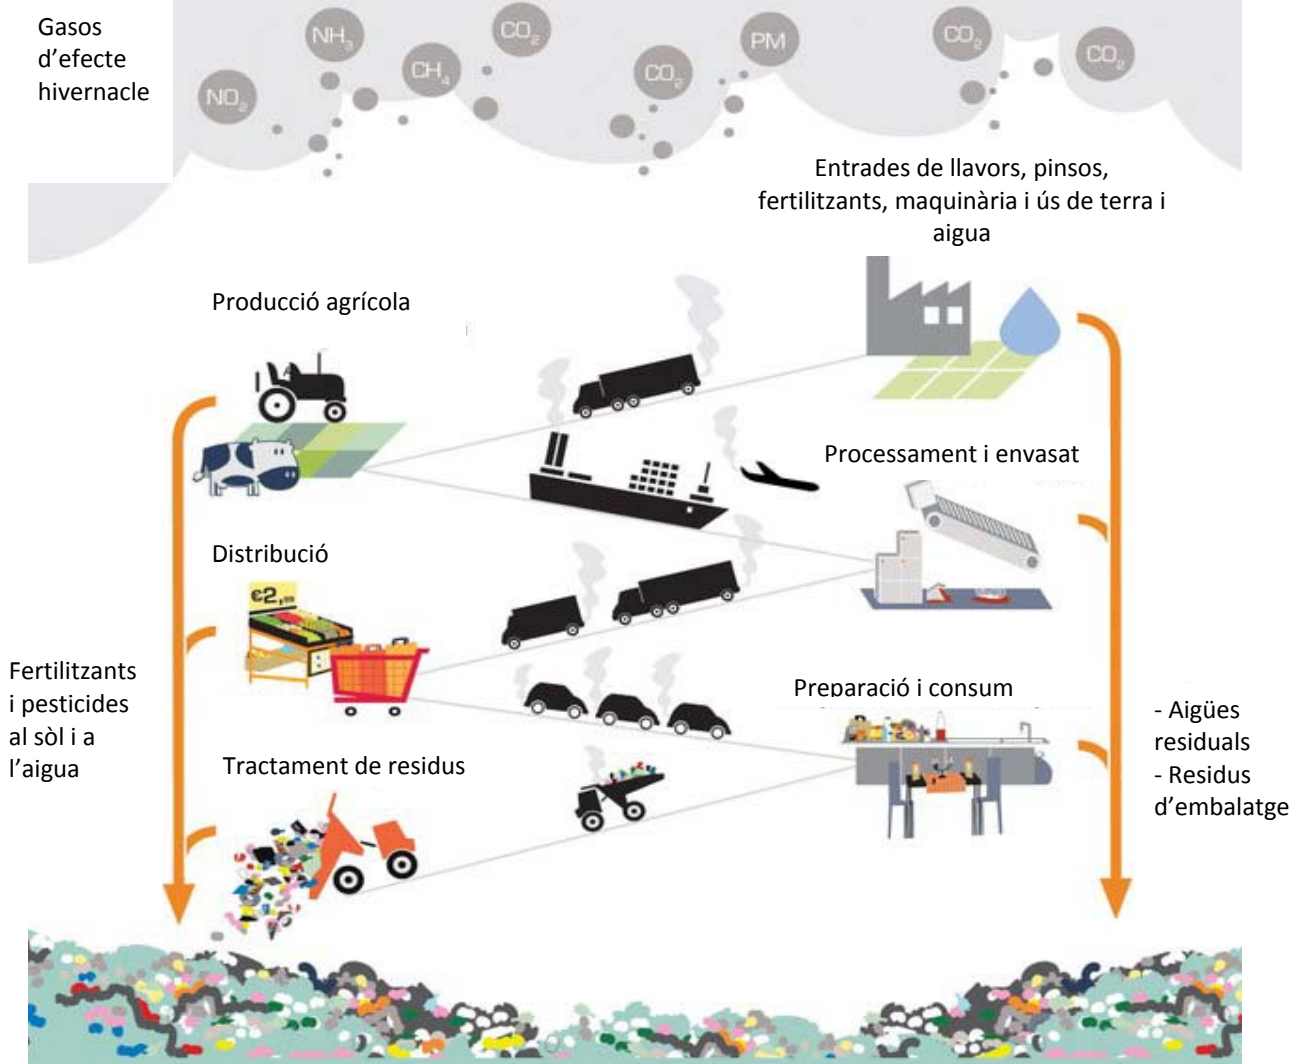 Gasos
d'efecte
hivernacle
NO₂
NH₃
CH₄
CO₂
CO₂
PM
CO₂
CO₂
Entrades de llavors, pinsos,
fertilitzants, maquinària i ús de terra i
aigua
Producció agrícola
Processament i envasat
Distribució
€2,
Preparació i consum
Fertilitzants
i pesticides
al sòl i a
l'aigua
Tractament de residus
- Aigües
residuals
- Residus
d'embalatge